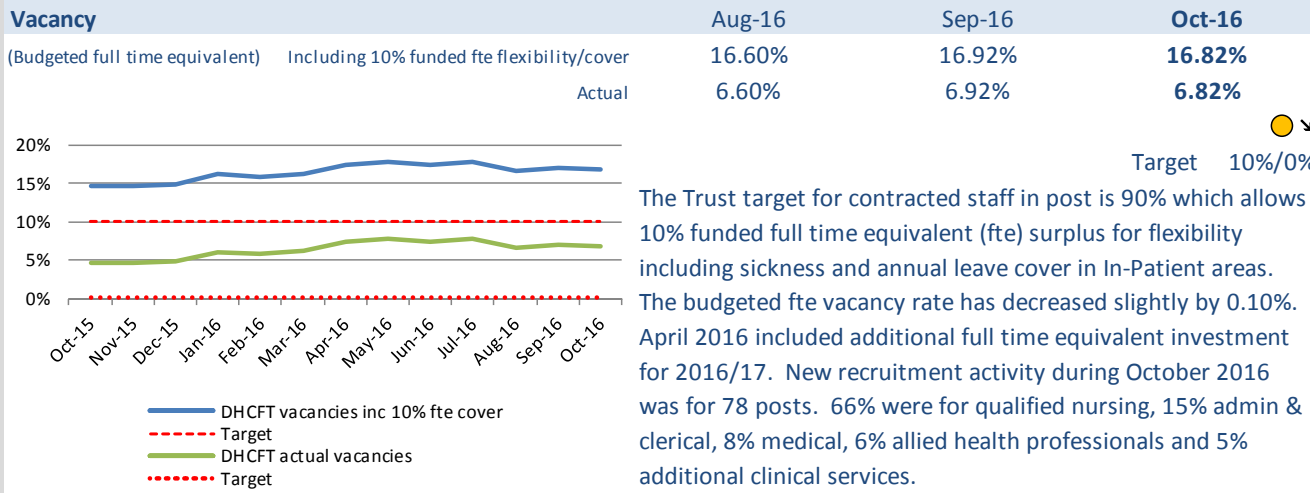 Vacancy Aug-16 Sep-16 Oct-16
(Budgeted full time equivalent) Including 10% funded fte flexibility/cover 16.60% 16.92% 16.82%
Actual 6.60% 6.92% 6.82%
Target 10%/0%
20%
15%
10%
5%
0%
Oct-15 Nov-15 Dec-15 Jan-16 Feb-16 Mar-16 Apr-16 May-16 Jun-16 Jul-16 Aug-16 Sep-16 Oct-16
DHCFT vacancies inc 10% fte cover
Target
DHCFT actual vacancies
Target
The Trust target for contracted staff in post is 90% which allows
10% funded full time equivalent (fte) surplus for flexibility
including sickness and annual leave cover in In-Patient areas.
The budgeted fte vacancy rate has decreased slightly by 0.10%.
April 2016 included additional full time equivalent investment
for 2016/17.  New recruitment activity during October 2016
was for 78 posts.  66% were for qualified nursing, 15% admin &
clerical, 8% medical, 6% allied health professionals and 5%
additional clinical services.